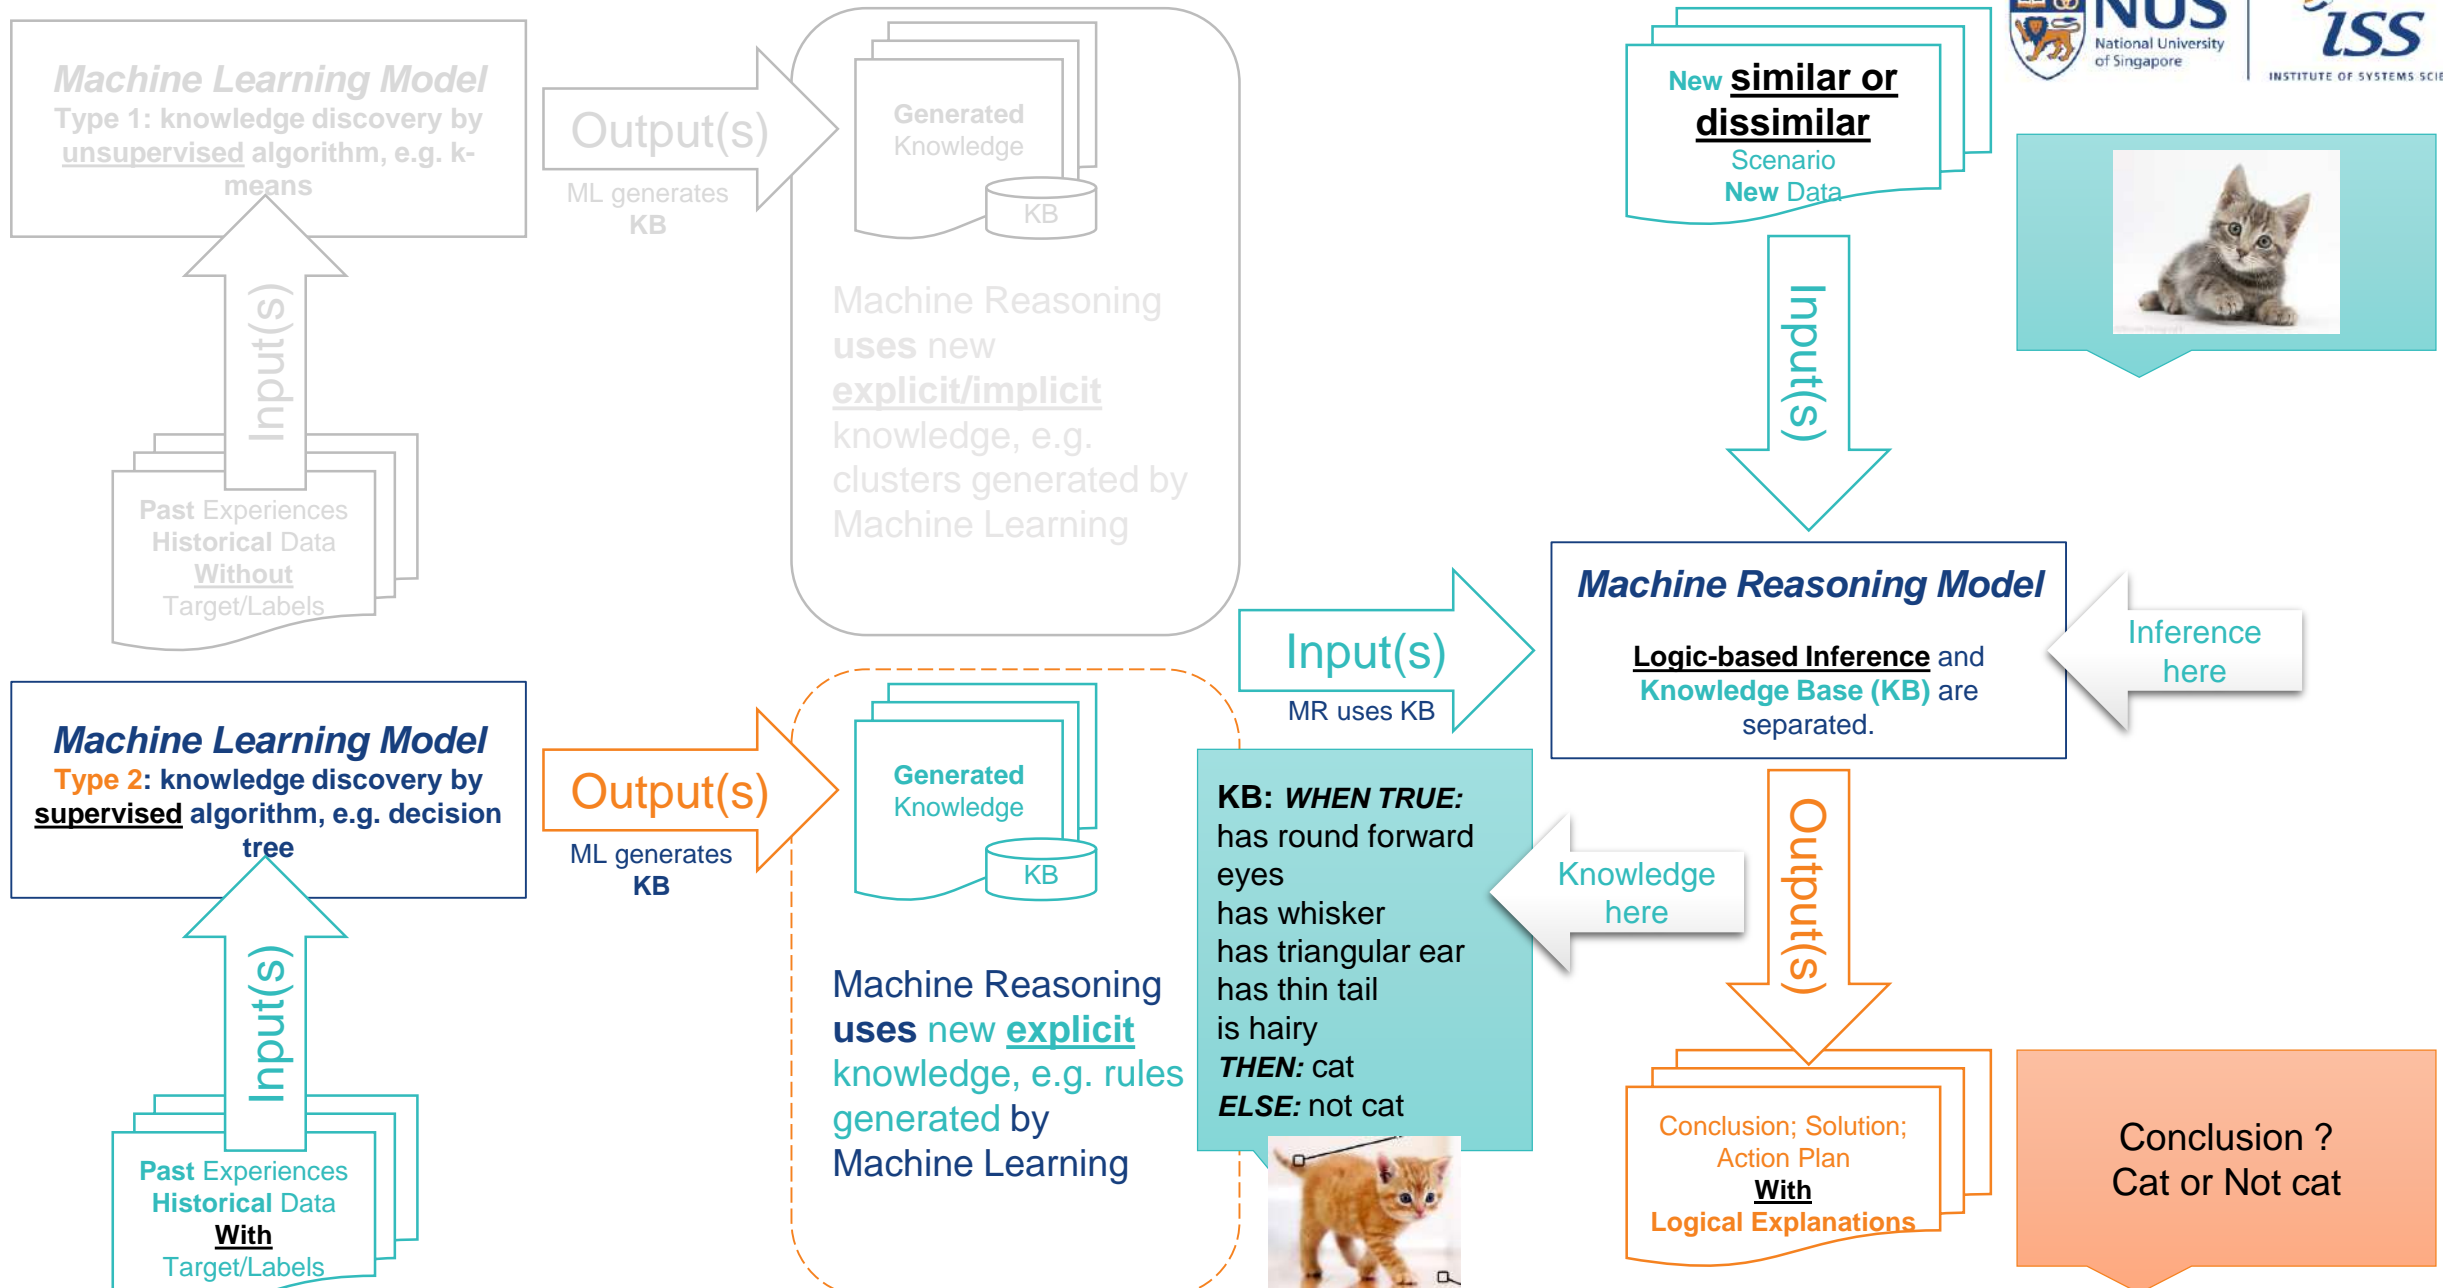 Machine Learning Model
Type 1: knowledge discovery by
unsupervised algorithm, e.g. k-
means
Input(s)
Past Experiences
Historical Data
Without
Target/Labels
Output(s)
ML generates
KB
Generated
Knowledge
KB
Machine Reasoning
uses new
explicit/implicit
knowledge, e.g.
clusters generated by
Machine Learning
New similar or
dissimilar
Scenario
New Data
NUS
National University
of Singapore
ISS
INSTITUTE OF SYSTEMS
Input(s)
Input(s)
MR uses KB
Machine Reasoning Model
Logic-based Inference and
Knowledge Base (KB) are
separated.
Inference
here
Machine Learning Model
Type 2: knowledge discovery by
supervised algorithm, e.g. decision
tree
Input(s)
Past Experiences
Historical Data
With
Target/Labels
Output(s)
ML generates
KB
Generated
Knowledge
KB
Machine Reasoning
uses new explicit
knowledge, e.g. rules
generated by
Machine Learning
KB: WHEN TRUE:
has round forward
eyes
has whisker
has triangular ear
has thin tail
is hairy
THEN: cat
ELSE: not cat
Knowledge
here
Output(s)
Conclusion; Solution;
Action Plan
With
Logical Explanations
Conclusion ?
Cat or Not cat